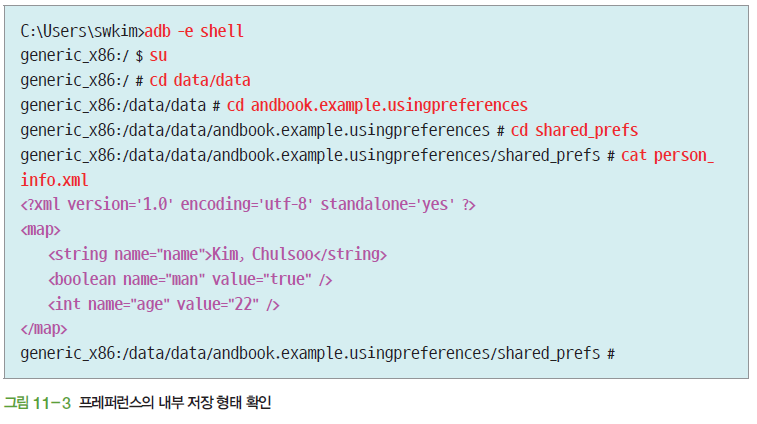 C:\Users\swkim>adb -e shell
generic_x86:/ $ su
generic_x86:/ # cd data/data
generic_x86:/data/data # cd andbook.example.usingpreferences
generic_x86:/data/data/andbook.example.usingpreferences # cd shared_prefs
generic_x86:/data/data/andbook.example.usingpreferences/shared_prefs # cat person_
info.xml
<?xml version='1.0' encoding='utf-8' standalone='yes' ?>
<map>
    <string name="name">Kim, Chulsoo</string>
    <boolean name="man" value="true" />
    <int name="age" value="22" />
</map>
generic_x86:/data/data/andbook.example.usingpreferences/shared_prefs #
그림 11-3 프레퍼런스의 내부 저장 형태 확인